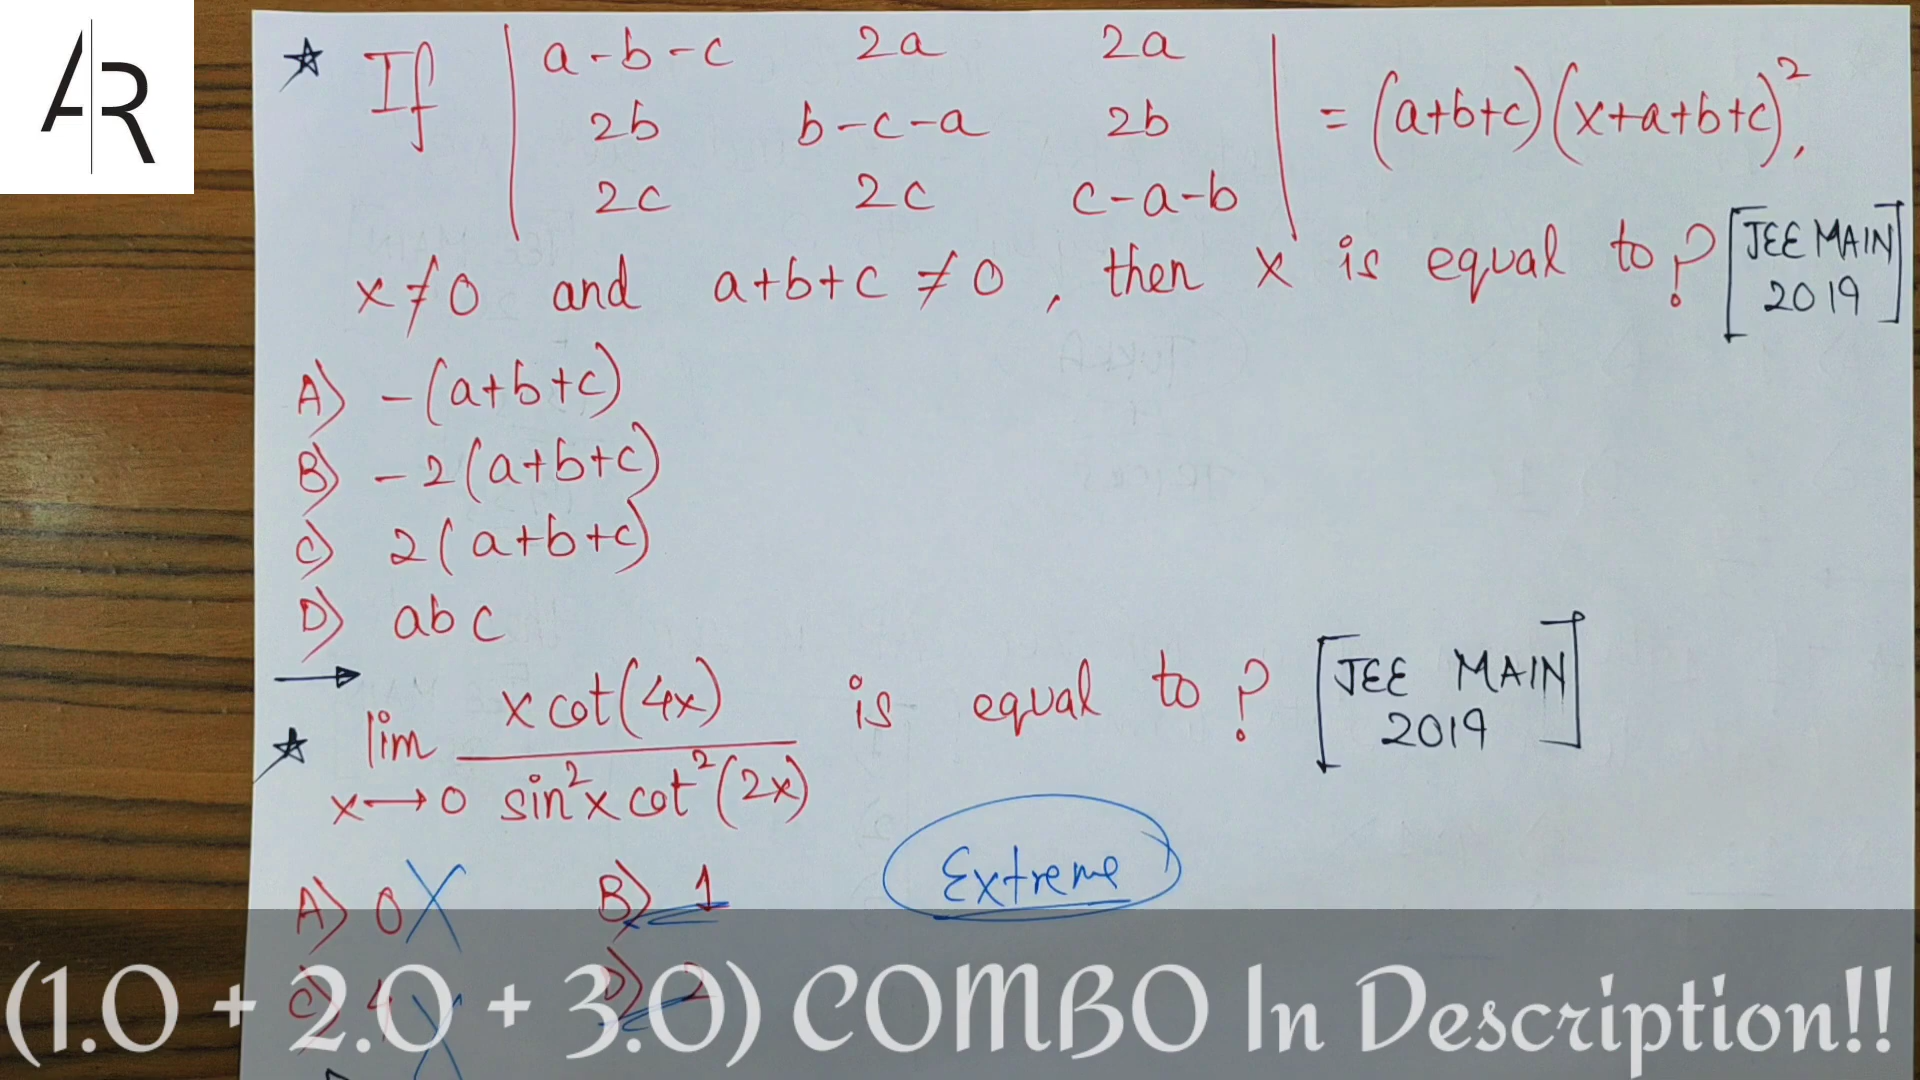 AR
☆ If | a-b-c 2a 2a |
| 2b b-c-a 2b | = (a+b+c)(x+a+b+c)²,
| 2c 2c c-a-b |
x≠0 and a+b+c ≠ 0, then x is equal to? [JEE MAIN 2019]
A) -(a+b+c)
B) -2(a+b+c)
C) 2(a+b+c)
D) abc
→
☆ lim x→0 x cot(4x) / sin²x cot²(2x) is equal to? [JEE MAIN 2019]
Extreme
A) 0 X B) 1
C) 4 X D) 2
(1.0 + 2.0 + 3.0) COMBO In Description!!